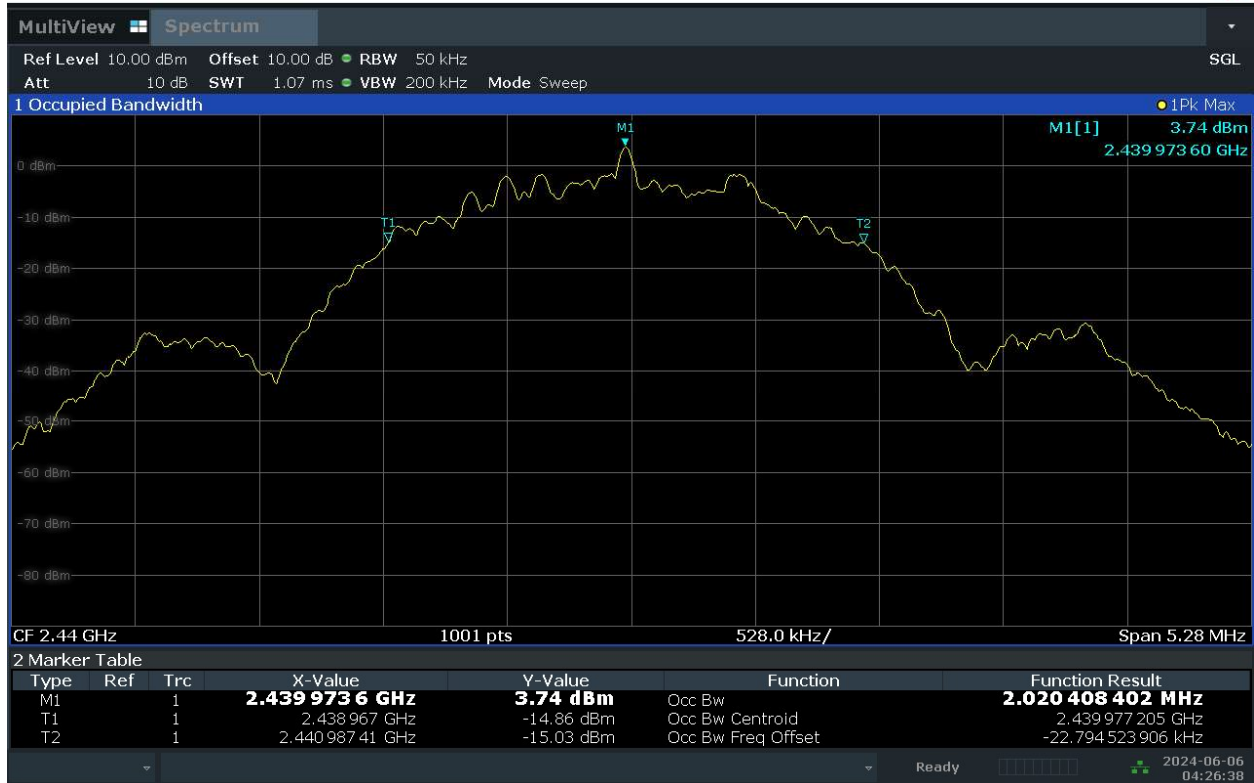 MultiView Spectrum
Ref Level 10.00 dBm Offset 10.00 dB RBW 50 kHz SGL
Att 10 dB SWT 1.07 ms VBW 200 kHz Mode Sweep
1 Occupied Bandwidth 1Pk Max
M1 M1[1] 3.74 dBm
2.439 973 60 GHz
0 dBm
-10 dBm
T1 T2
-20 dBm
-30 dBm
-40 dBm
-50 dBm
-60 dBm
-70 dBm
-80 dBm
CF 2.44 GHz 1001 pts 528.0 kHz/ Span 5.28 MHz
2 Marker Table
Type Ref Trc X-Value Y-Value Function Function Result
M1 1 2.439 973 6 GHz 3.74 dBm Occ Bw 2.020 408 402 MHz
T1 1 2.438 967 GHz -14.86 dBm Occ Bw Centroid 2.439 977 205 GHz
T2 1 2.440 987 41 GHz -15.03 dBm Occ Bw Freq Offset -22.794 523 906 kHz
Ready 2024-06-06
04:26:38